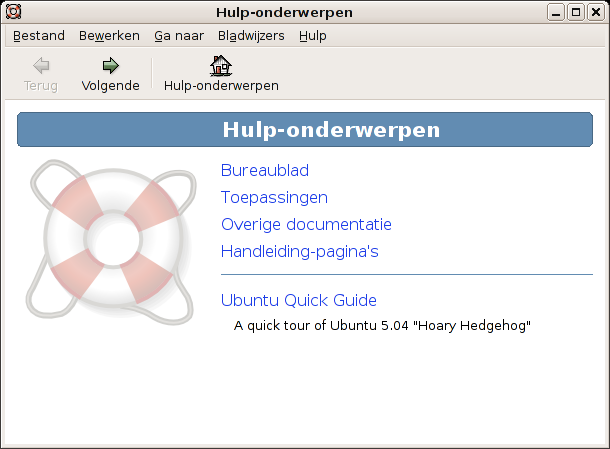 Hulp-onderwerpen
Bestand Bewerken Ga naar Bladwijzers Hulp
Terug Volgende Hulp-onderwerpen
Hulp-onderwerpen
Bureaublad
Toepassingen
Overige documentatie
Handleiding-pagina's
Ubuntu Quick Guide
A quick tour of Ubuntu 5.04 "Hoary Hedgehog"